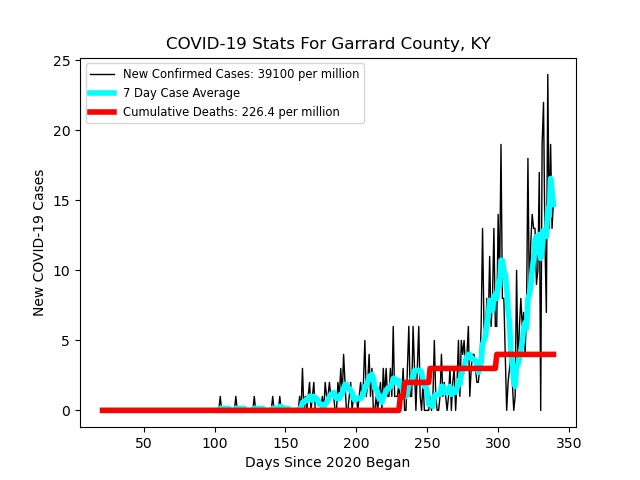 COVID-19 Stats For Garrard County, KY
New Confirmed Cases: 39100 per million
7 Day Case Average
Cumulative Deaths: 226.4 per million
New COVID-19 Cases
25
20
15
10
5
0
50 100 150 200 250 300 350
Days Since 2020 Began